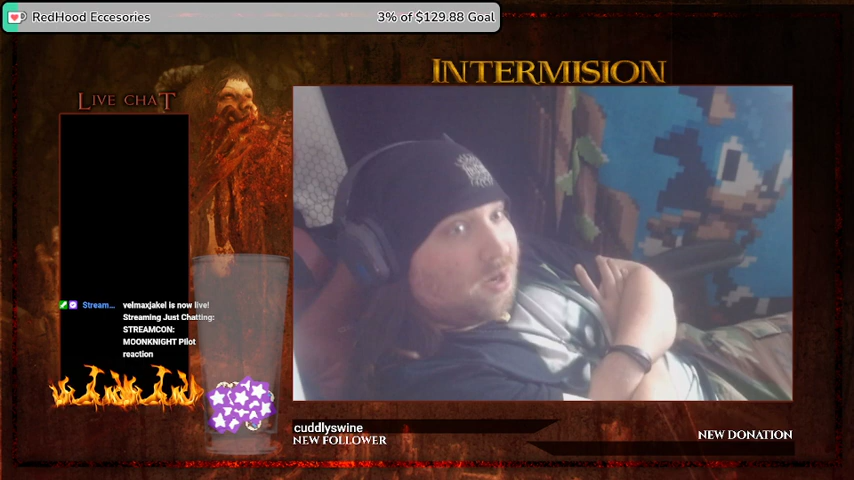 RedHood Eccesories
3% of $129.88 Goal
INTERMISION
LIVE CHAT
Stream... velmaxjakel is now live!
Streaming Just Chatting:
STREAMCON:
MOONKNIGHT Pilot
reaction
cuddlyswine
NEW FOLLOWER
NEW DONATION